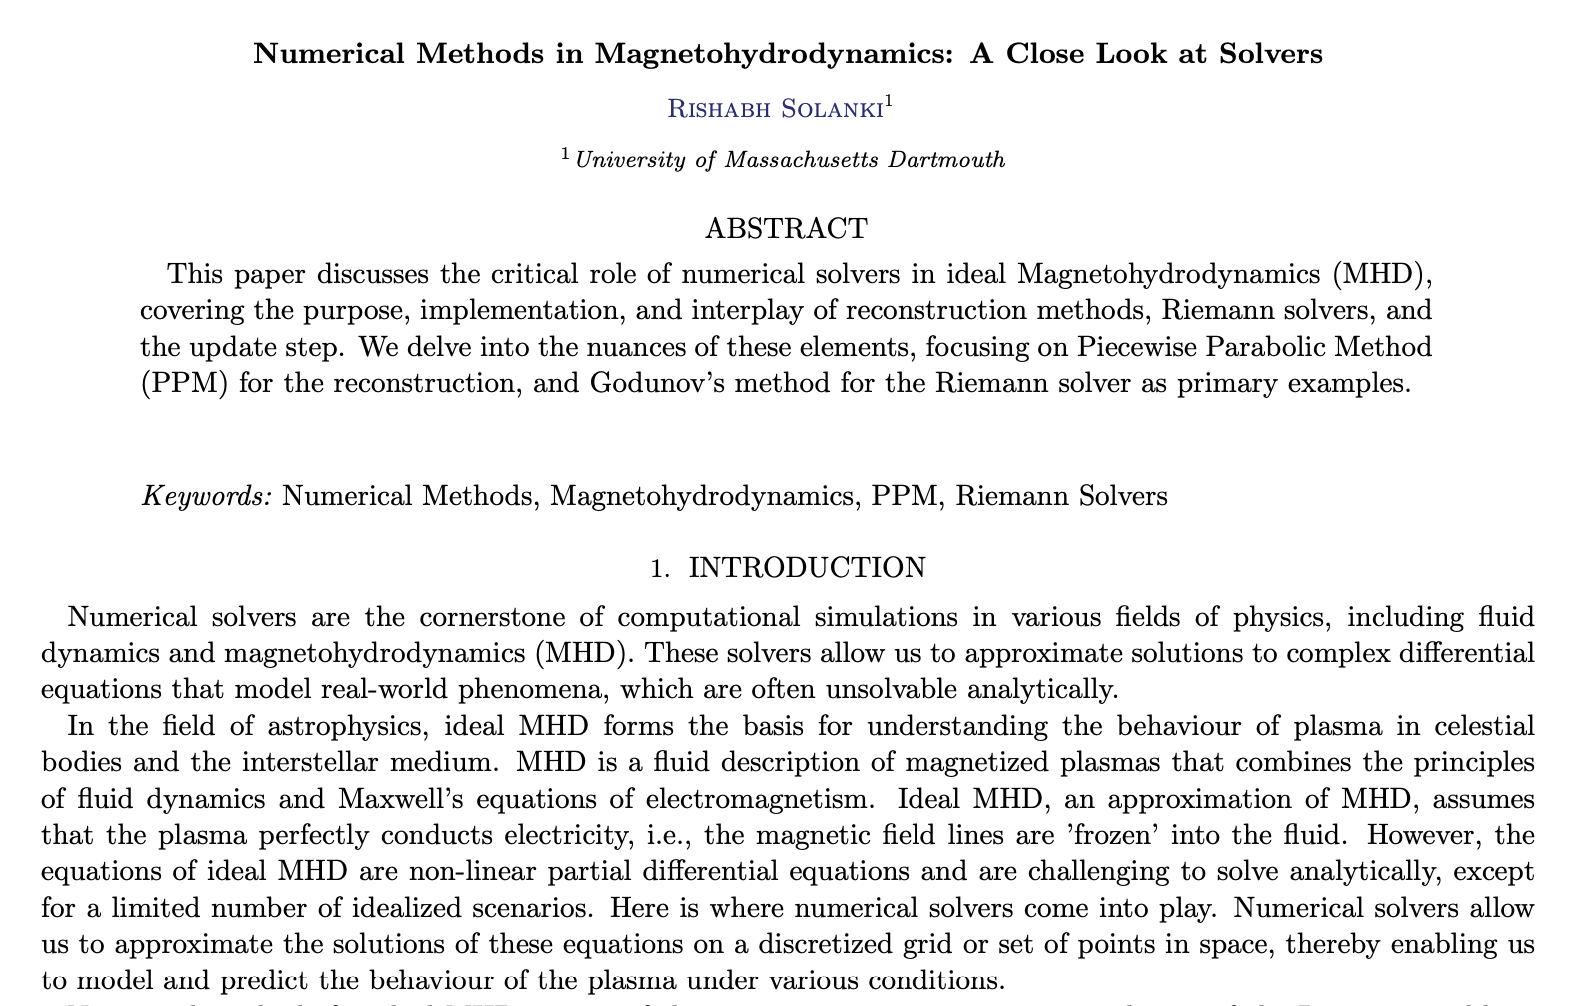 Numerical Methods in Magnetohydrodynamics: A Close Look at Solvers
Rishabh Solanki¹
¹ University of Massachusetts Dartmouth
ABSTRACT
This paper discusses the critical role of numerical solvers in ideal Magnetohydrodynamics (MHD),
covering the purpose, implementation, and interplay of reconstruction methods, Riemann solvers, and
the update step. We delve into the nuances of these elements, focusing on Piecewise Parabolic Method
(PPM) for the reconstruction, and Godunov's method for the Riemann solver as primary examples.
Keywords: Numerical Methods, Magnetohydrodynamics, PPM, Riemann Solvers
1. INTRODUCTION
Numerical solvers are the cornerstone of computational simulations in various fields of physics, including fluid
dynamics and magnetohydrodynamics (MHD). These solvers allow us to approximate solutions to complex differential
equations that model real-world phenomena, which are often unsolvable analytically.
In the field of astrophysics, ideal MHD forms the basis for understanding the behaviour of plasma in celestial
bodies and the interstellar medium. MHD is a fluid description of magnetized plasmas that combines the principles
of fluid dynamics and Maxwell's equations of electromagnetism. Ideal MHD, an approximation of MHD, assumes
that the plasma perfectly conducts electricity, i.e., the magnetic field lines are ’frozen’ into the fluid. However, the
equations of ideal MHD are non-linear partial differential equations and are challenging to solve analytically, except
for a limited number of idealized scenarios. Here is where numerical solvers come into play. Numerical solvers allow
us to approximate the solutions of these equations on a discretized grid or set of points in space, thereby enabling us
to model and predict the behaviour of the plasma under various conditions.